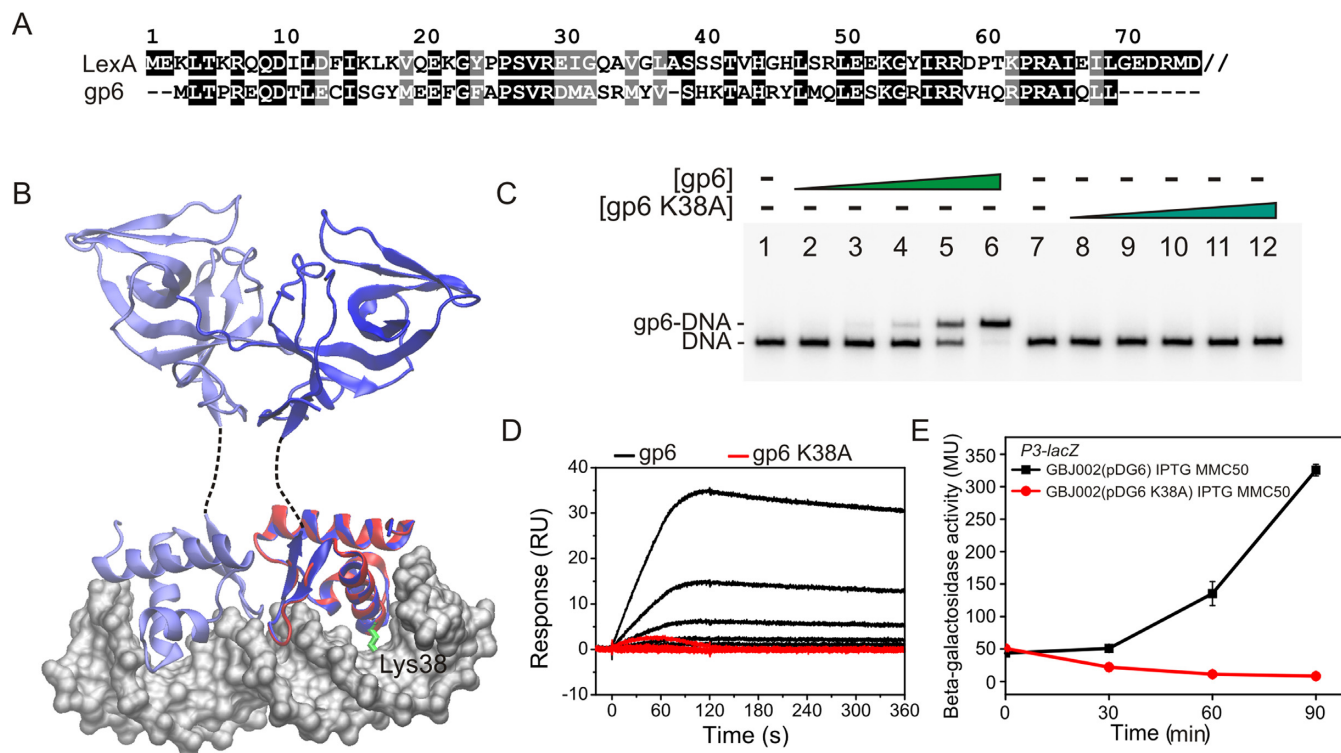 A
1 10 20 30 40 50 60 70
LexA MEKLTKRQQDILDFIKLKVQEKGYPPSVREIGQAVGLASSSTVHGHLSRLEEKGYIRRDPTKPRAIEILGEDRMD//
gp6 --MLTPREQDTLECISGYMEEFGFAPSVRDMASRMYV-SHKTAHRYLMQLESKGRIRRVHQRPRAIQLL------
B
Lys38
C
[gp6] - - - - - - -
[gp6 K38A] - - - - - - -
1 2 3 4 5 6 7 8 9 10 11 12
gp6-DNA -
DNA -
D
gp6 gp6 K38A
Response (RU)
40
30
20
10
0
-10
0 60 120 180 240 300 360
Time (s)
E
P3-lacZ
GBJ002(pDG6) IPTG MMC50
GBJ002(pDG6 K38A) IPTG MMC50
Beta-galactosidase activity (MU)
350
300
250
200
150
100
50
0
0 30 60 90
Time (min)